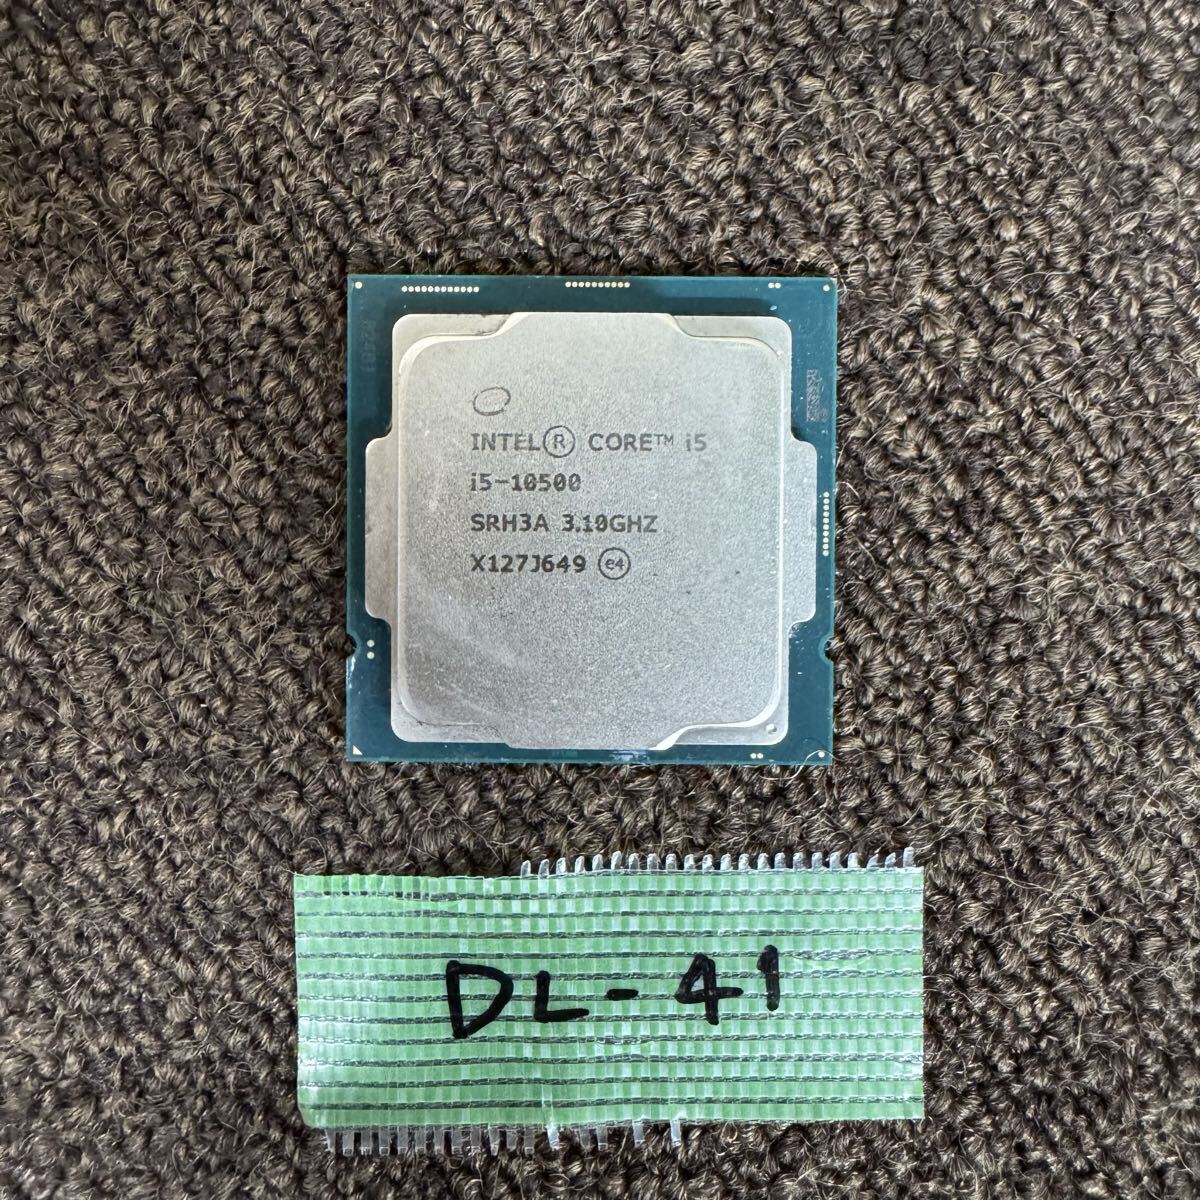 INTEL® CORE™ i5
i5-10500
SRH3A 3.10GHZ
X127J649 e4
DL-41